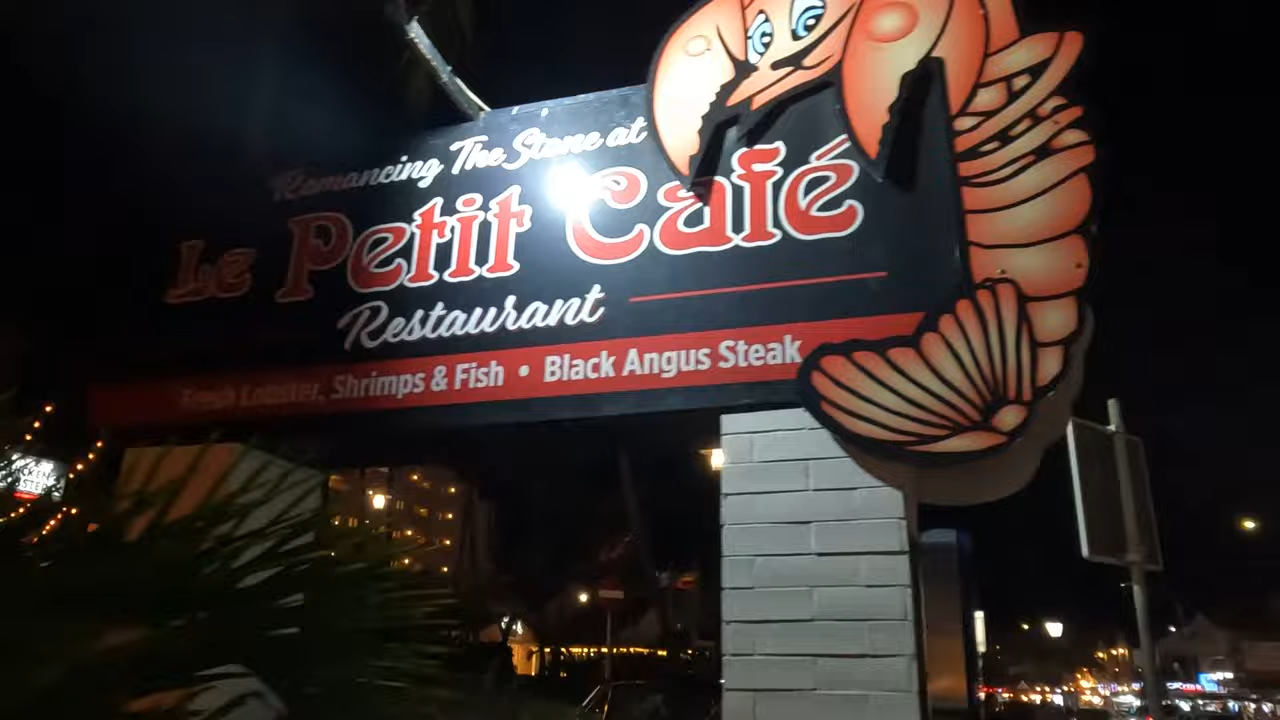 Romancing The Stone at
Le Petit Café
Restaurant
Fresh Lobster, Shrimps & Fish • Black Angus Steak